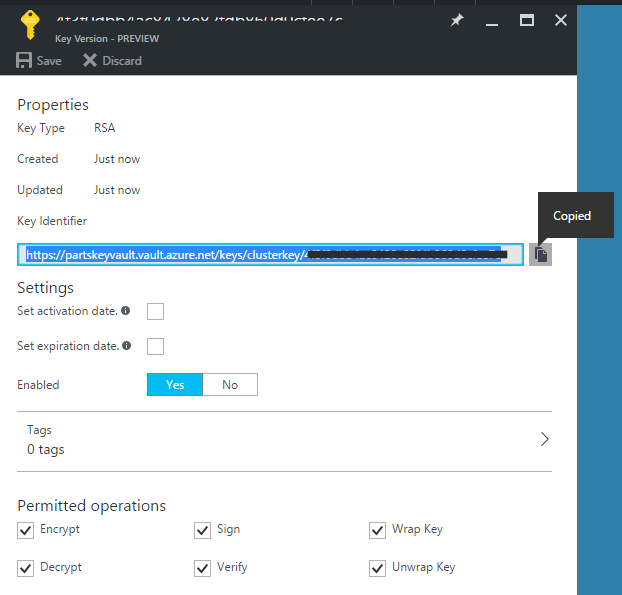 Key Version - PREVIEW
Save Discard
Properties
Key Type RSA
Created Just now
Updated Just now
Key Identifier
Copied
https://partskeyvault.vault.azure.net/keys/clusterkey/
Settings
Set activation date.
Set expiration date.
Enabled Yes No
Tags
0 tags
Permitted operations
Encrypt Sign Wrap Key
Decrypt Verify Unwrap Key